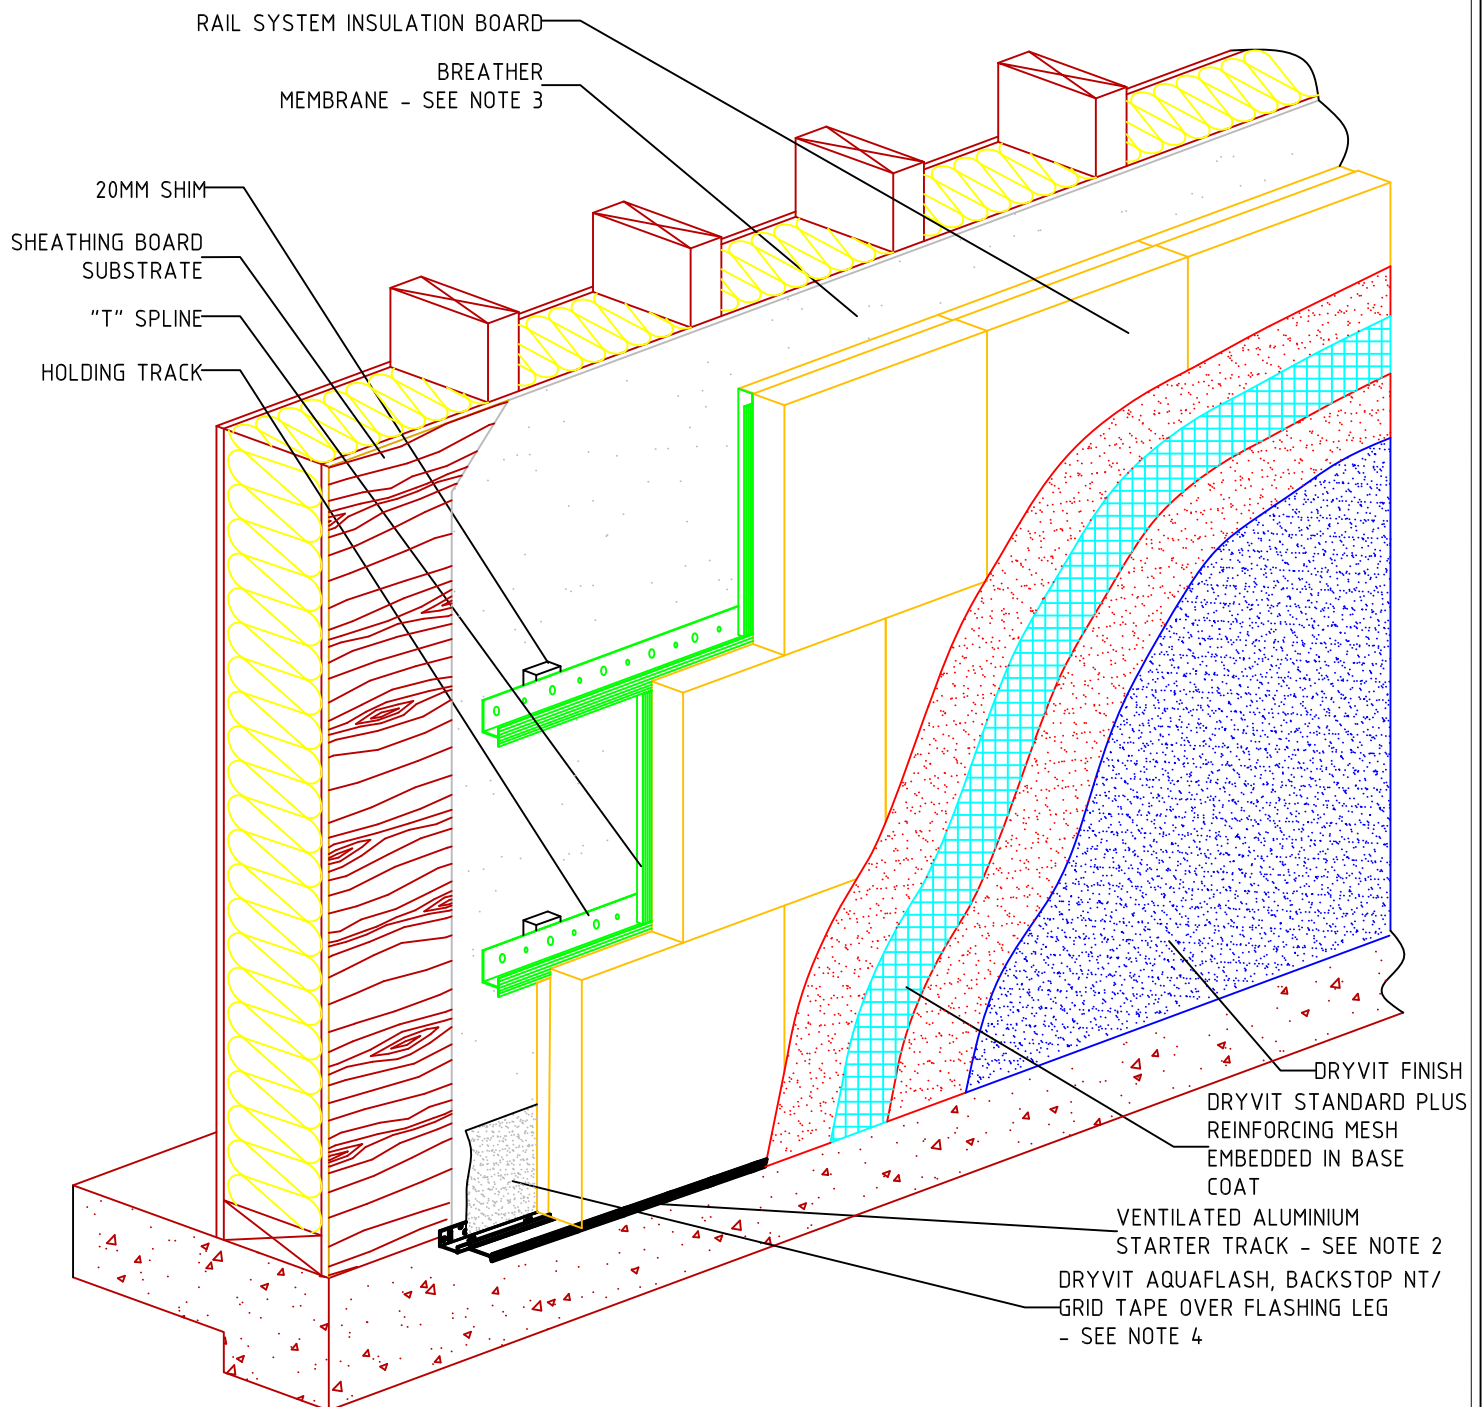 RAIL SYSTEM INSULATION BOARD
BREATHER
MEMBRANE - SEE NOTE 3
20MM SHIM
SHEATHING BOARD
SUBSTRATE
"T" SPLINE
HOLDING TRACK
DRYVIT FINISH
DRYVIT STANDARD PLUS
REINFORCING MESH
EMBEDDED IN BASE
COAT
VENTILATED ALUMINIUM
STARTER TRACK - SEE NOTE 2
DRYVIT AQUAFLASH, BACKSTOP NT/
GRID TAPE OVER FLASHING LEG
- SEE NOTE 4